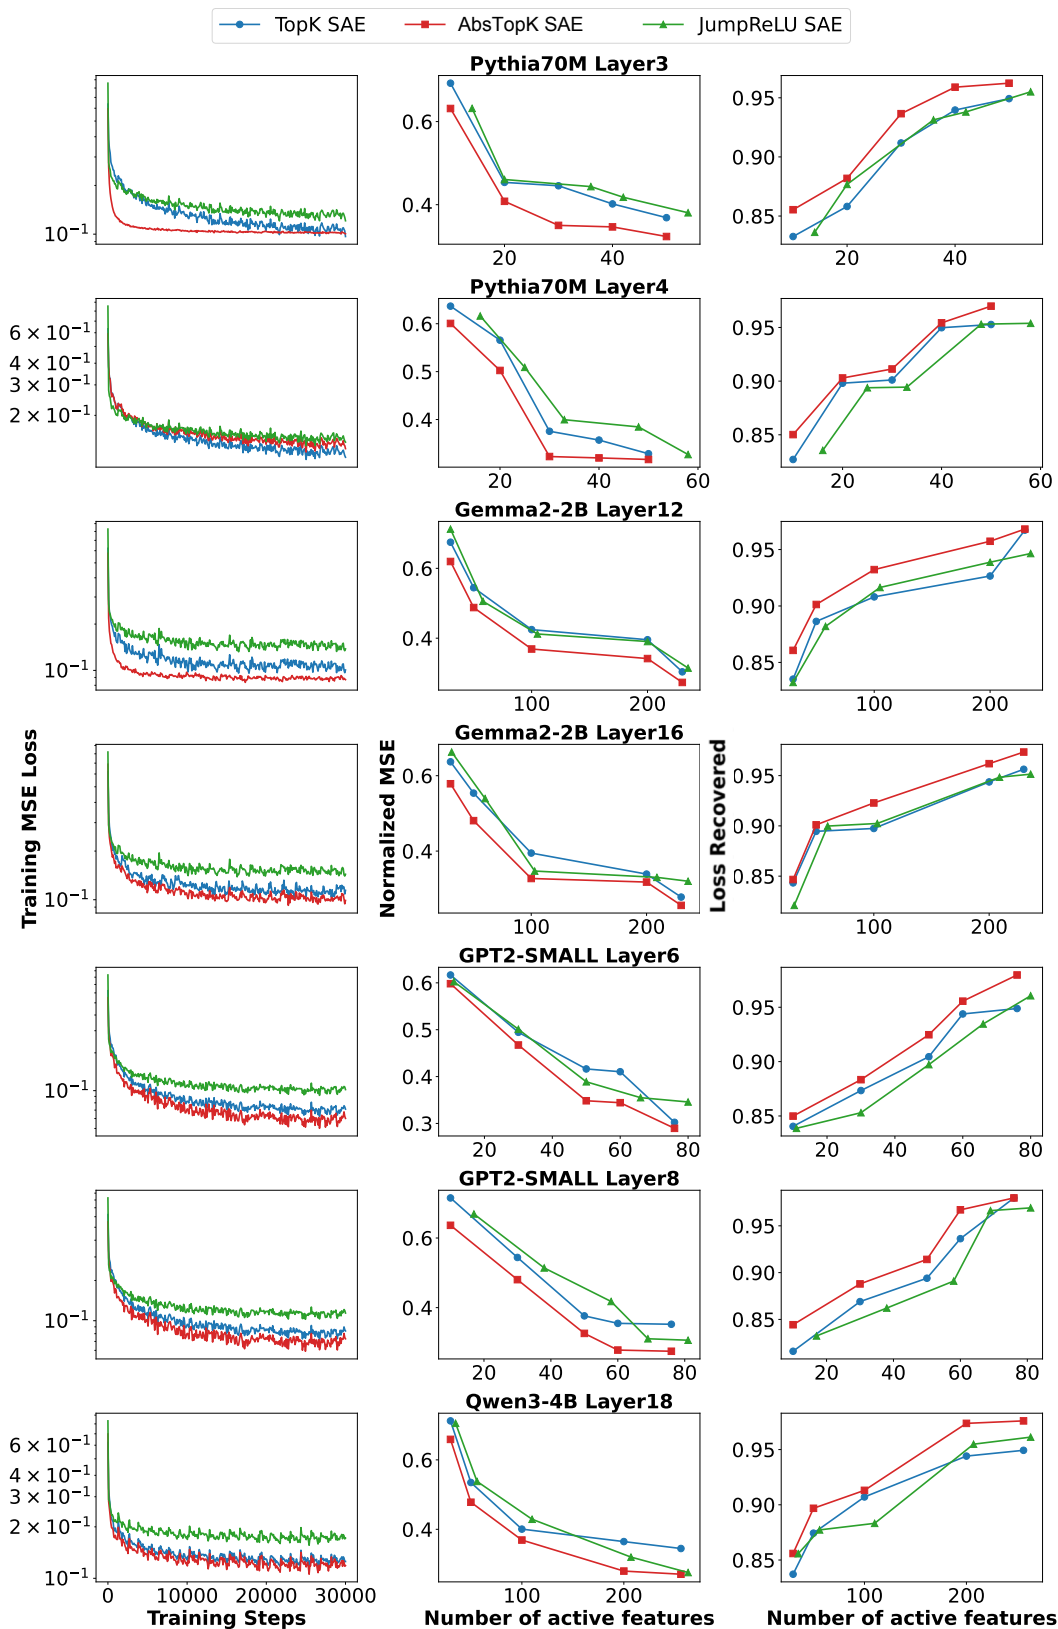 TopK SAE AbsTopK SAE JumpReLU SAE
Pythia70M Layer3
10⁻¹
0.6
0.4
20 40
0.95
0.90
0.85
20 40
Pythia70M Layer4
6 × 10⁻¹
4 × 10⁻¹
3 × 10⁻¹
2 × 10⁻¹
0.6
0.5
0.4
20 40 60
0.95
0.90
0.85
20 40 60
Gemma2-2B Layer12
10⁻¹
0.6
0.4
100 200
0.95
0.90
0.85
100 200
Gemma2-2B Layer16
Training MSE Loss
10⁻¹
Normalized MSE
0.6
0.4
100 200
Loss Recovered
0.95
0.90
0.85
100 200
GPT2-SMALL Layer6
10⁻¹
0.6
0.5
0.4
0.3
20 40 60 80
0.95
0.90
0.85
20 40 60 80
GPT2-SMALL Layer8
10⁻¹
0.6
0.4
20 40 60 80
0.95
0.90
0.85
20 40 60 80
Qwen3-4B Layer18
6 × 10⁻¹
4 × 10⁻¹
3 × 10⁻¹
2 × 10⁻¹
10⁻¹
0 10000 20000 30000
Training Steps
0.6
0.4
100 200
Number of active features
0.95
0.90
0.85
100 200
Number of active features